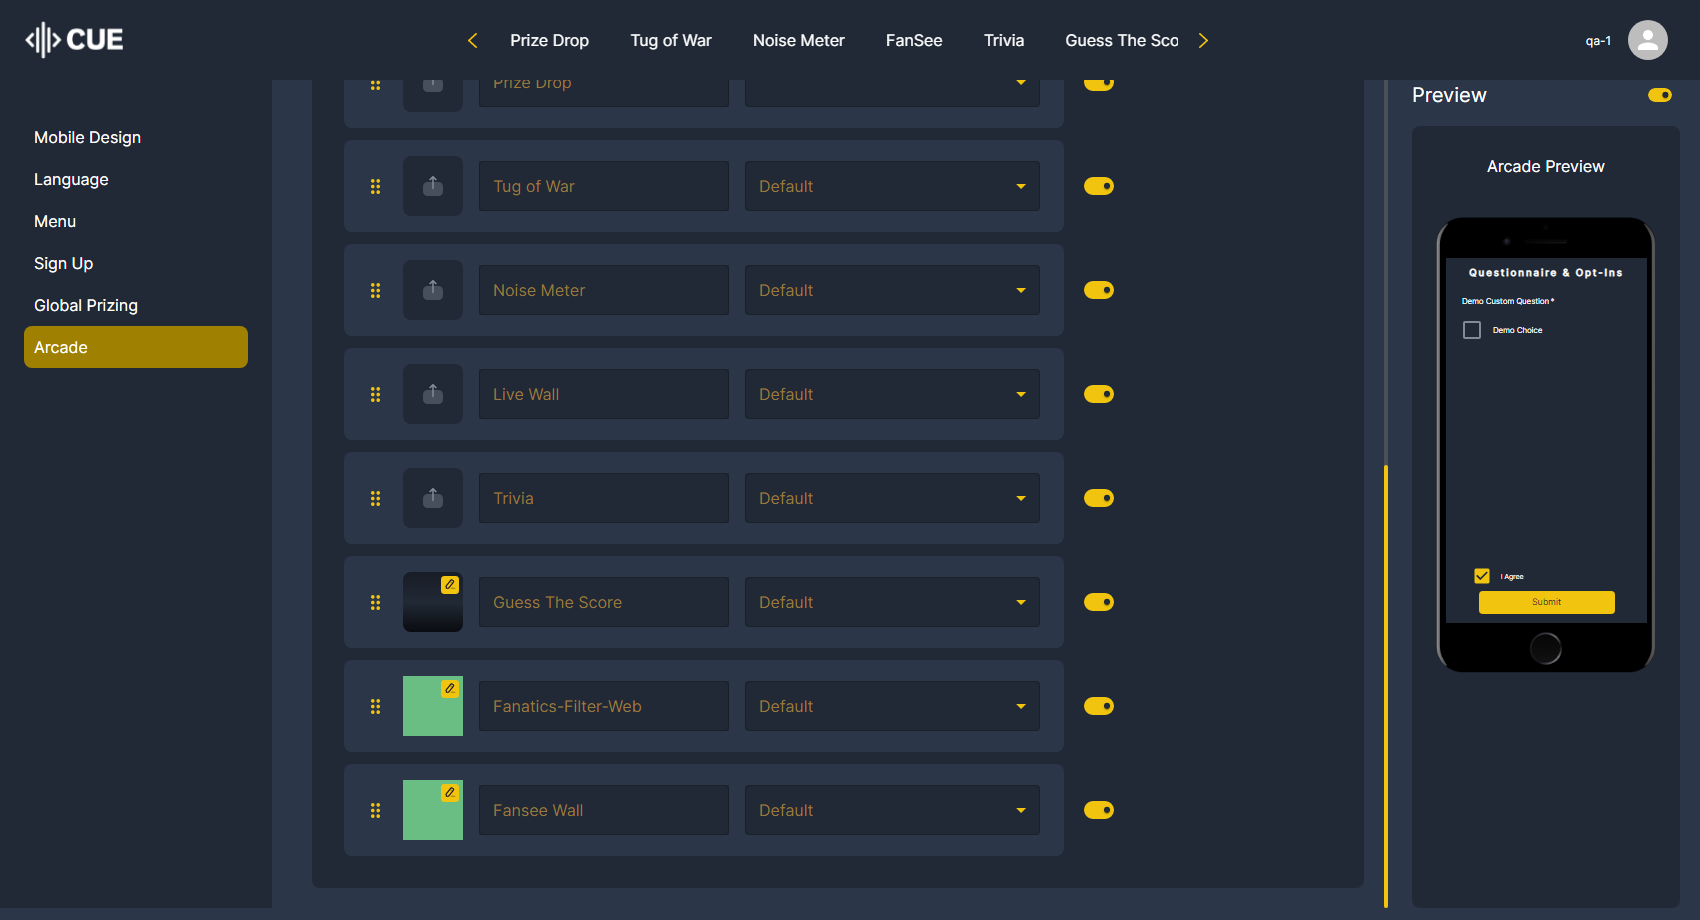 CUE
Prize Drop
Tug of War
Noise Meter
FanSee
Trivia
Guess The Sco
qa-1
Mobile Design
Language
Menu
Sign Up
Global Prizing
Arcade
Prize Drop
Tug of War Default
Noise Meter Default
Live Wall Default
Trivia Default
Guess The Score Default
Fanatics-Filter-Web Default
Fansee Wall Default
Preview
Arcade Preview
Questionnaire & Opt-Ins
Demo Custom Question *
Demo Choice
I Agree
Submit